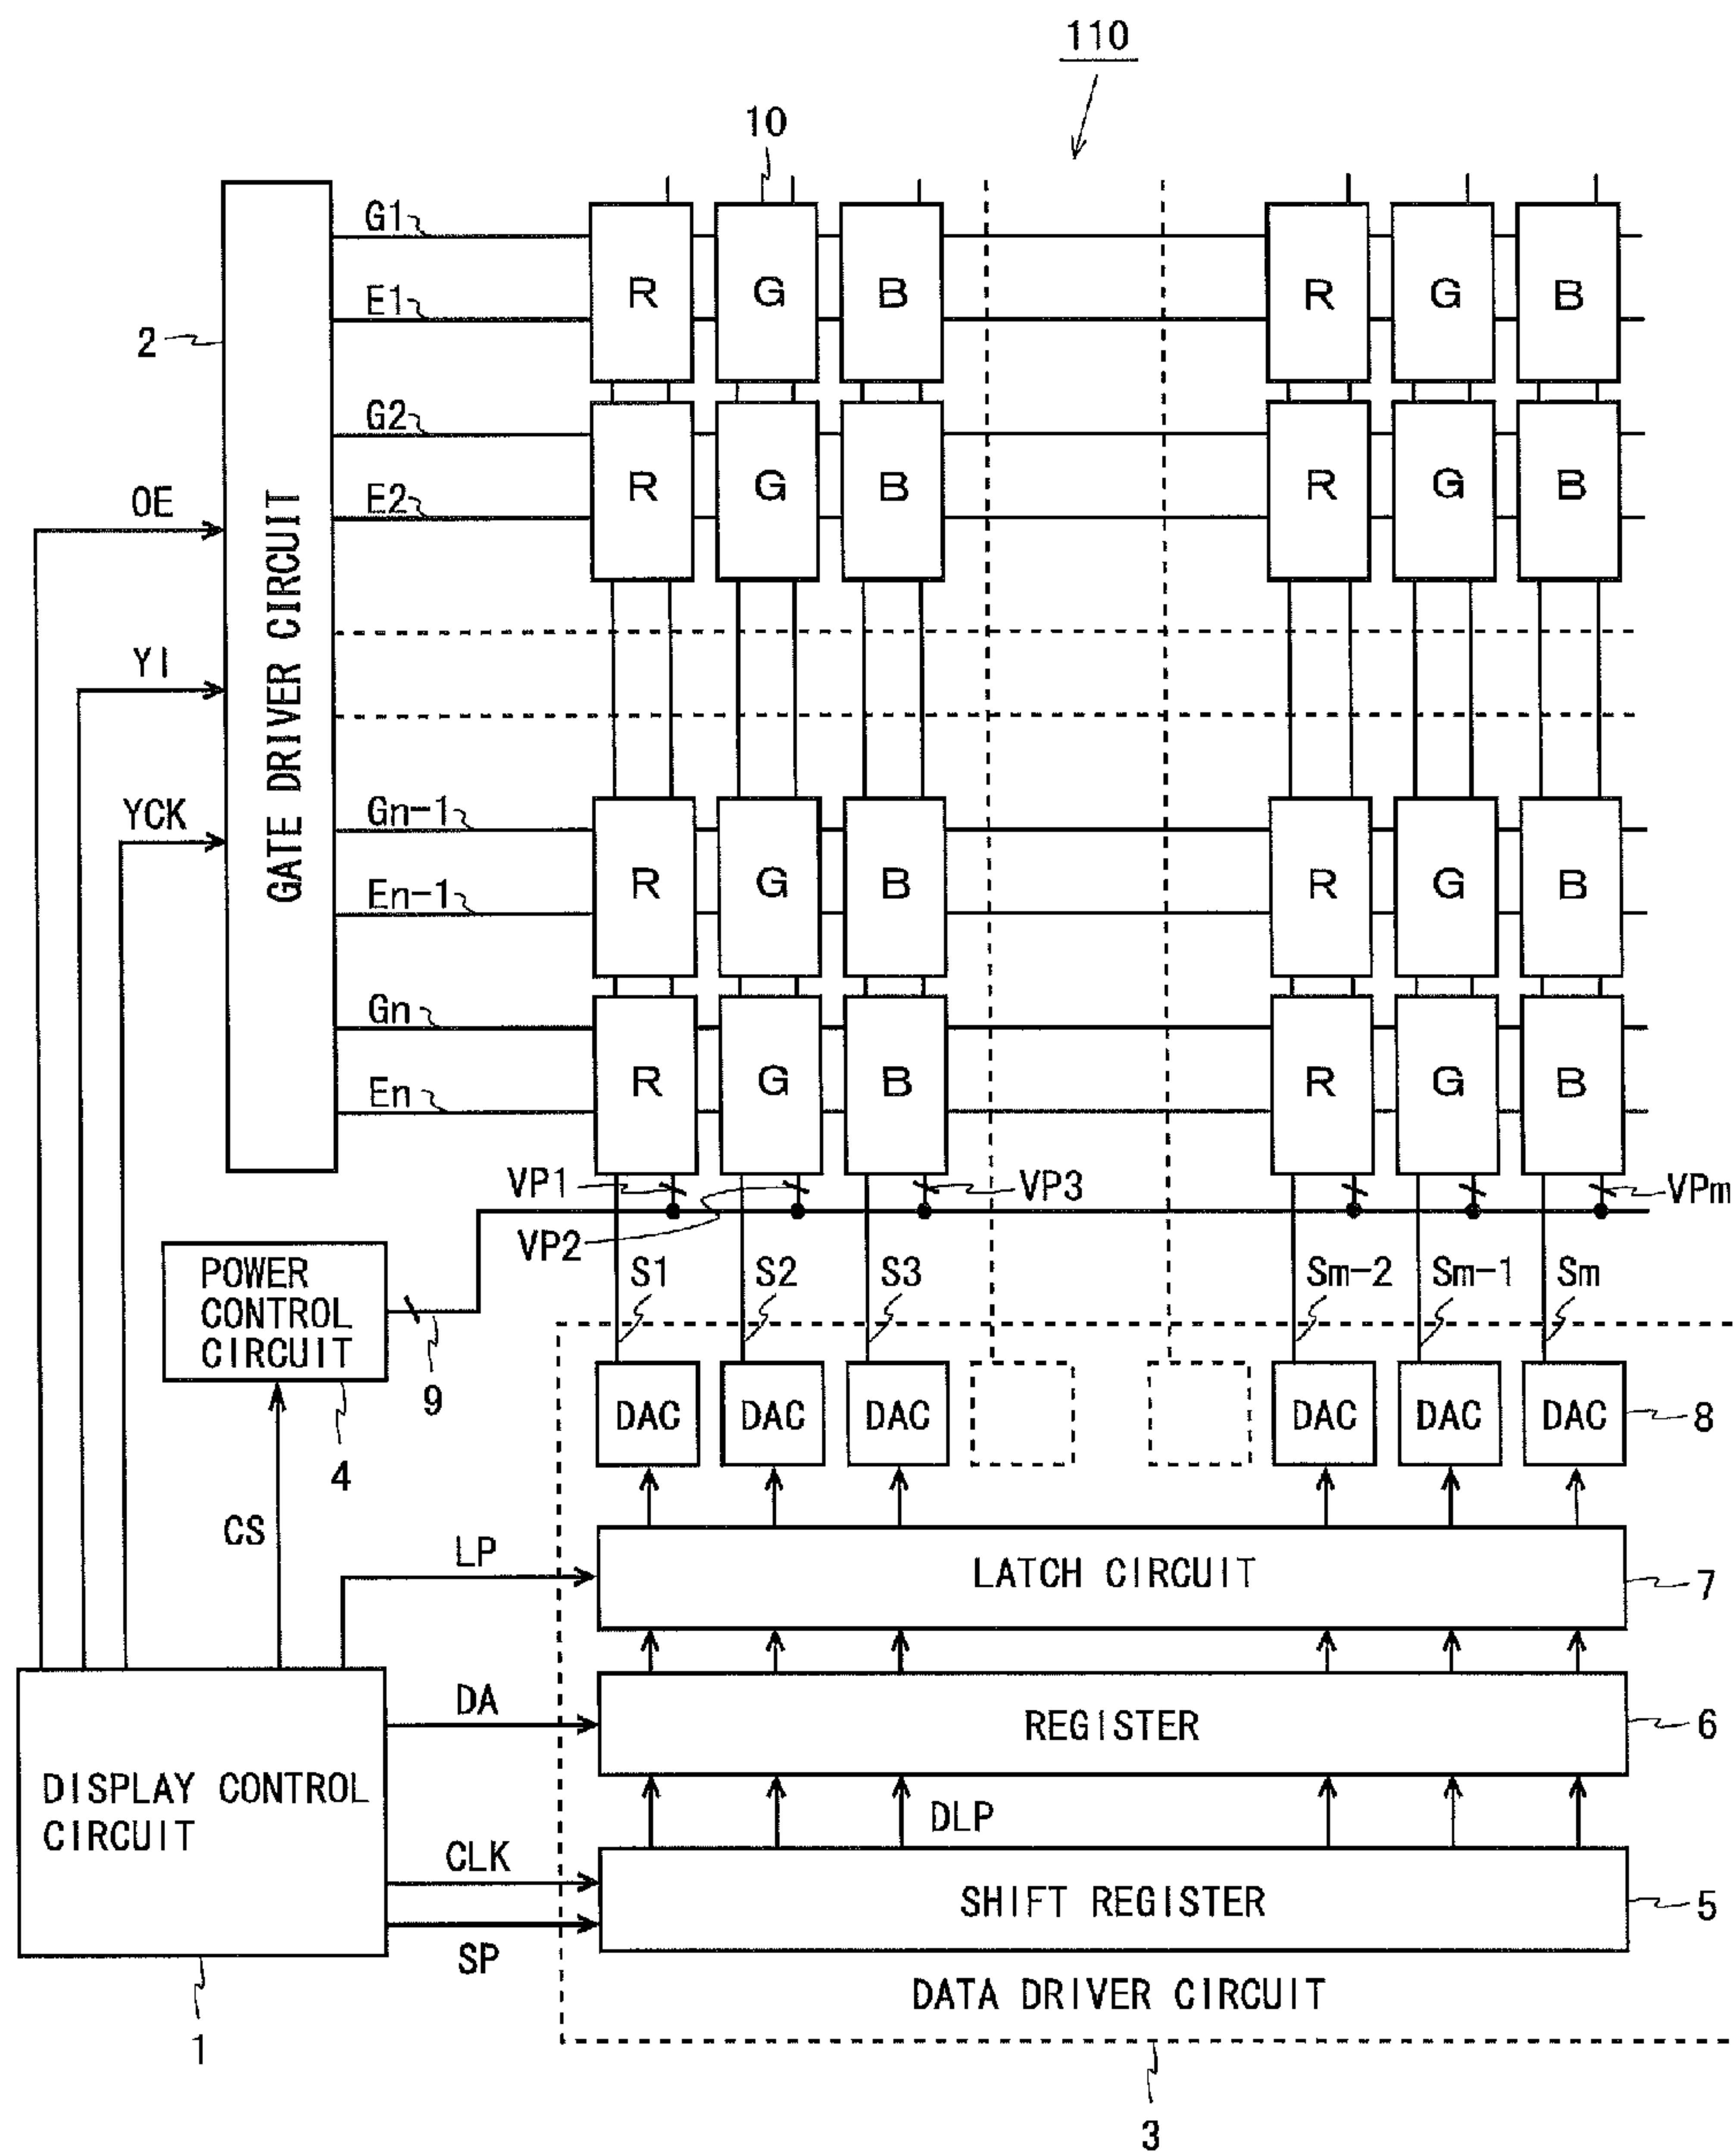 110
10
G1
R G B R G B
E1
2
G2
R G B R G B
E2
OE
GATE DRIVER CIRCUIT
YI
YCK
Gn-1
R G B R G B
En-1
Gn
R G B R G B
En
VP1 VP3 VPm
VP2
POWER
CONTROL
CIRCUIT
S1 S2 S3 Sm-2 Sm-1 Sm
9
DAC DAC DAC DAC DAC DAC 8
4
CS
LP
LATCH CIRCUIT 7
DA
REGISTER 6
DISPLAY CONTROL
CIRCUIT
DLP
CLK
SHIFT REGISTER 5
SP
DATA DRIVER CIRCUIT
1
3